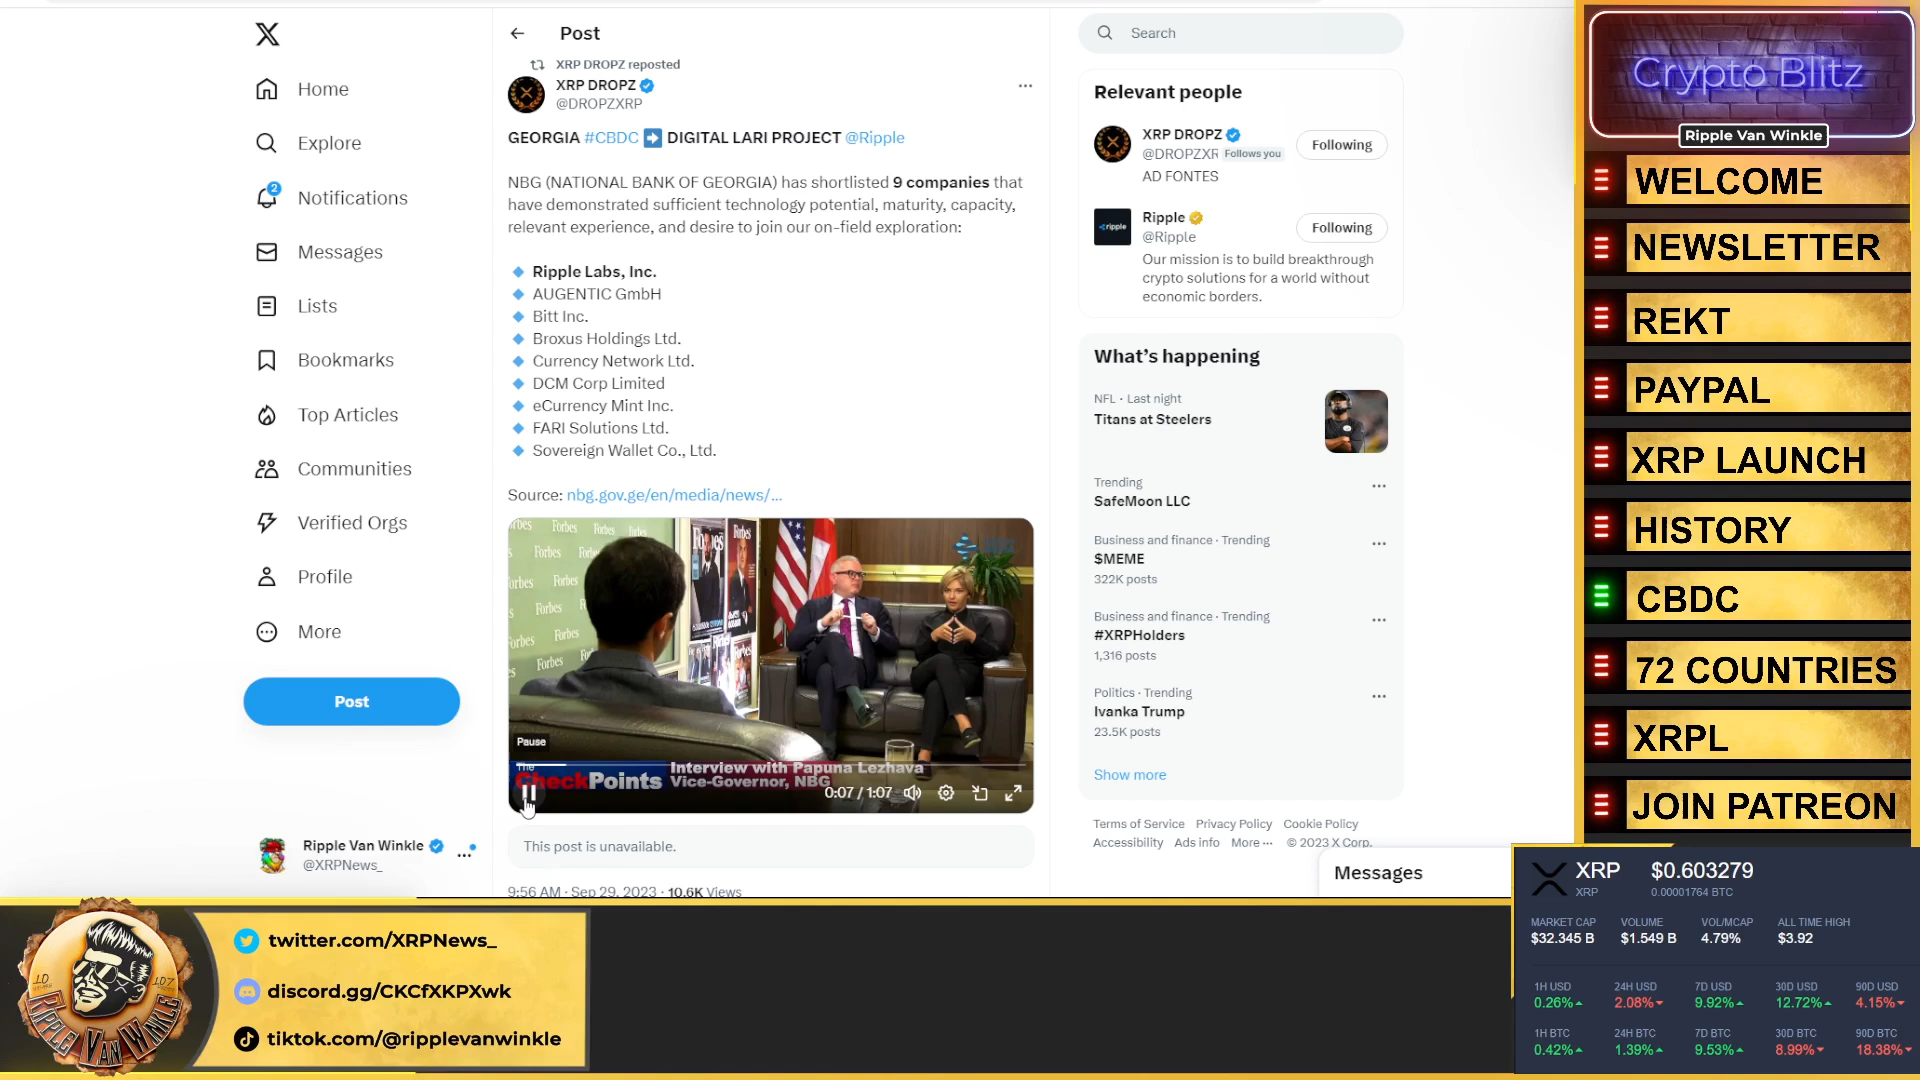 Post
XRP DROPZ reposted
XRP DROPZ
@DROPZXRP
GEORGIA #CBDC ➡ DIGITAL LARI PROJECT @Ripple
NBG (NATIONAL BANK OF GEORGIA) has shortlisted 9 companies that
have demonstrated sufficient technology potential, maturity, capacity,
relevant experience, and desire to join our on-field exploration:
Ripple Labs, Inc.
AUGENTIC GmbH
Bitt Inc.
Broxus Holdings Ltd.
Currency Network Ltd.
DCM Corp Limited
eCurrency Mint Inc.
FARI Solutions Ltd.
Sovereign Wallet Co., Ltd.
Source: nbg.gov.ge/en/media/news/...
Forbes Forbes Forbes
Forbes
Forbes
Forbes
Forbes
Forbes
Forbes
Pause
The
CheckPoints
Interview with Papuna Lezhava
Vice-Governor, NBG
0:07 / 1:07
This post is unavailable.
9:56 AM · Sep 29, 2023 · 10.6K Views
Home
Explore
2
Notifications
Messages
Lists
Bookmarks
Top Articles
Communities
Verified Orgs
Profile
More
Post
Ripple Van Winkle
@XRPNews_
Search
Relevant people
XRP DROPZ
@DROPZXR Follows you
Following
AD FONTES
ripple
Ripple
@Ripple
Following
Our mission is to build breakthrough
crypto solutions for a world without
economic borders.
What's happening
NFL · Last night
Titans at Steelers
Trending
SafeMoon LLC
Business and finance · Trending
$MEME
322K posts
Business and finance · Trending
#XRPHolders
1,316 posts
Politics · Trending
Ivanka Trump
23.5K posts
Show more
Terms of Service Privacy Policy Cookie Policy
Accessibility Ads info More ··· © 2023 X Corp.
Messages
Crypto Blitz
Ripple Van Winkle
WELCOME
NEWSLETTER
REKT
PAYPAL
XRP LAUNCH
HISTORY
CBDC
72 COUNTRIES
XRPL
JOIN PATREON
XRP $0.603279
XRP 0.00001764 BTC
MARKET CAP VOLUME VOL/MCAP ALL TIME HIGH
$32.345 B $1.549 B 4.79% $3.92
1H USD 24H USD 7D USD 30D USD 90D USD
0.26% 2.08% 9.92% 12.72% 4.15%
1H BTC 24H BTC 7D BTC 30D BTC 90D BTC
0.42% 1.39% 9.53% 8.99% 18.38%
RIPPLE VAN WINKLE
twitter.com/XRPNews_
discord.gg/CKCfXKPXwk
tiktok.com/@ripplevanwinkle